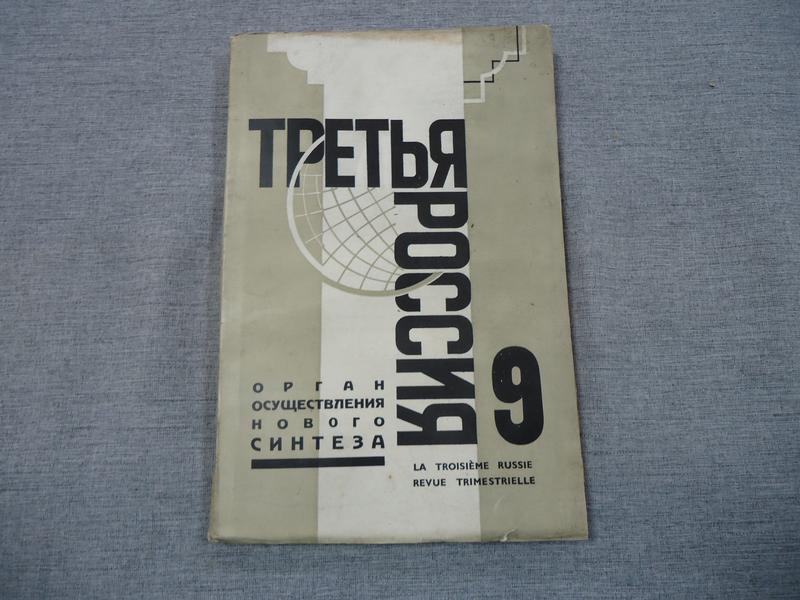 ТРЕТЬЯ
РОССИЯ
9
ОРГАН
ОСУЩЕСТВЛЕНИЯ
НОВОГО
СИНТЕЗА
LA TROISIÈME RUSSIE
REVUE TRIMESTRIELLE